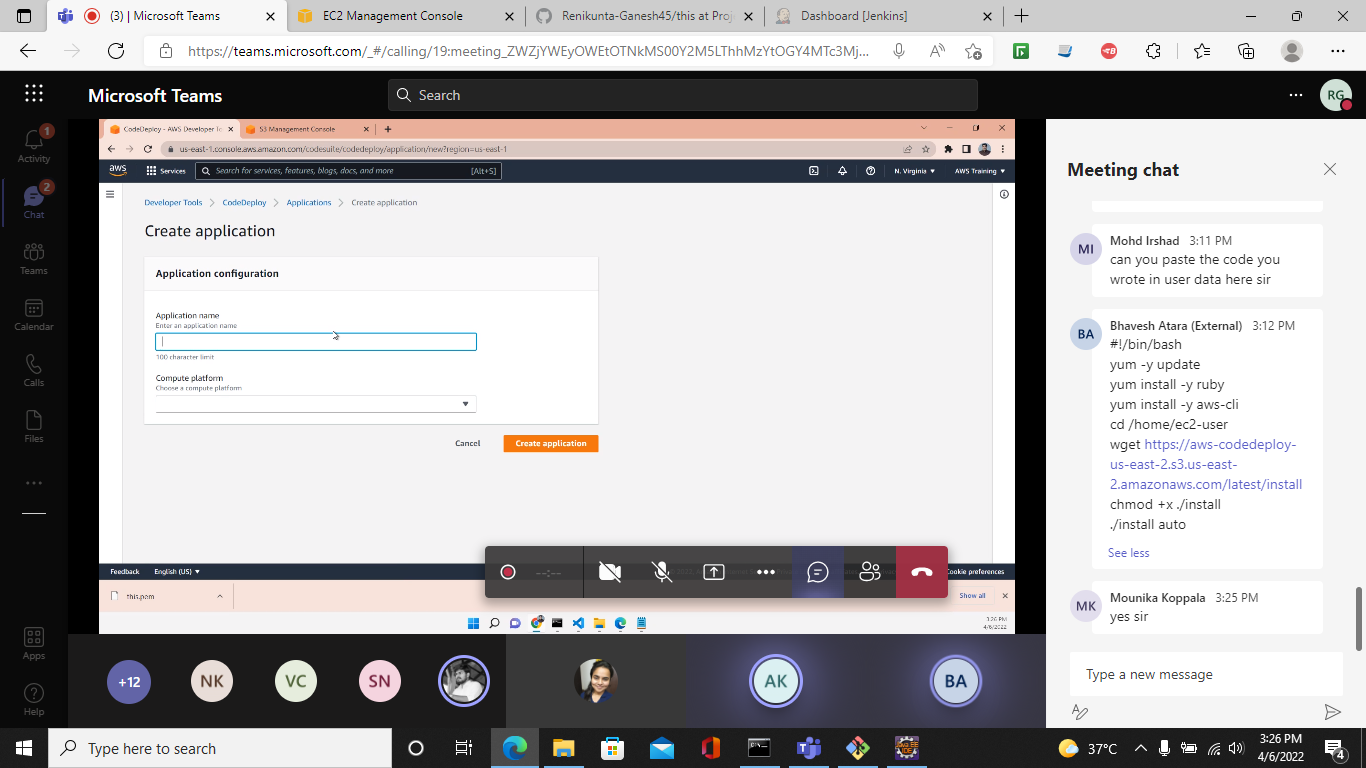 (3) | Microsoft Teams
EC2 Management Console
Renikunta-Ganesh45/this at Proj
Dashboard [Jenkins]
https://teams.microsoft.com/_#/calling/19:meeting_ZWZjYWEyOWEtOTNkMS00Y2M5LThhMzYtOGY4MTc3Mj...
Microsoft Teams
Search
RG
Activity
1
Chat
2
Teams
Calendar
Calls
Files
Apps
Help
CodeDeploy - AWS Developer To
S3 Management Console
us-east-1.console.aws.amazon.com/codesuite/codedeploy/application/new?region=us-east-1
aws
Services
Search for services, features, blogs, docs, and more
[Alt+S]
N. Virginia
AWS Training
Developer Tools
CodeDeploy
Applications
Create application
Create application
Application configuration
Application name
Enter an application name
100 character limit
Compute platform
Choose a compute platform
Cancel
Create application
Feedback
English (US)
Cookie preferences
--:--
this.pem
Show all
3:26 PM
4/6/2022
+12
NK
VC
SN
AK
BA
Meeting chat
MI
Mohd Irshad 3:11 PM
can you paste the code you
wrote in user data here sir
BA
Bhavesh Atara (External) 3:12 PM
#!/bin/bash
yum -y update
yum install -y ruby
yum install -y aws-cli
cd /home/ec2-user
wget https://aws-codedeploy-
us-east-2.s3.us-east-
2.amazonaws.com/latest/install
chmod +x ./install
./install auto
See less
MK
Mounika Koppala 3:25 PM
yes sir
Type a new message
Type here to search
37°C
3:26 PM
4/6/2022
4